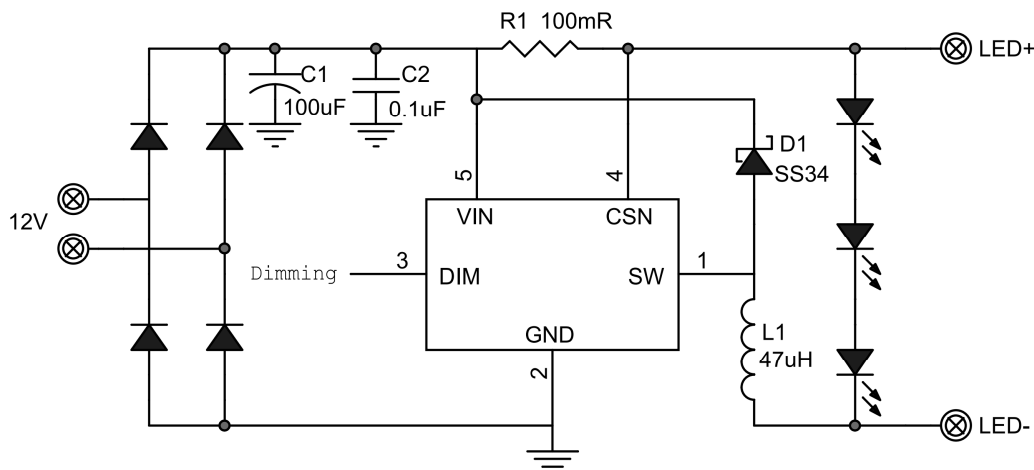 R1 100mR
LED+
C1
100uF
C2
0.1uF
D1
SS34
5
4
12V
VIN
CSN
Dimming
3
DIM
SW
1
GND
2
L1
47uH
LED-